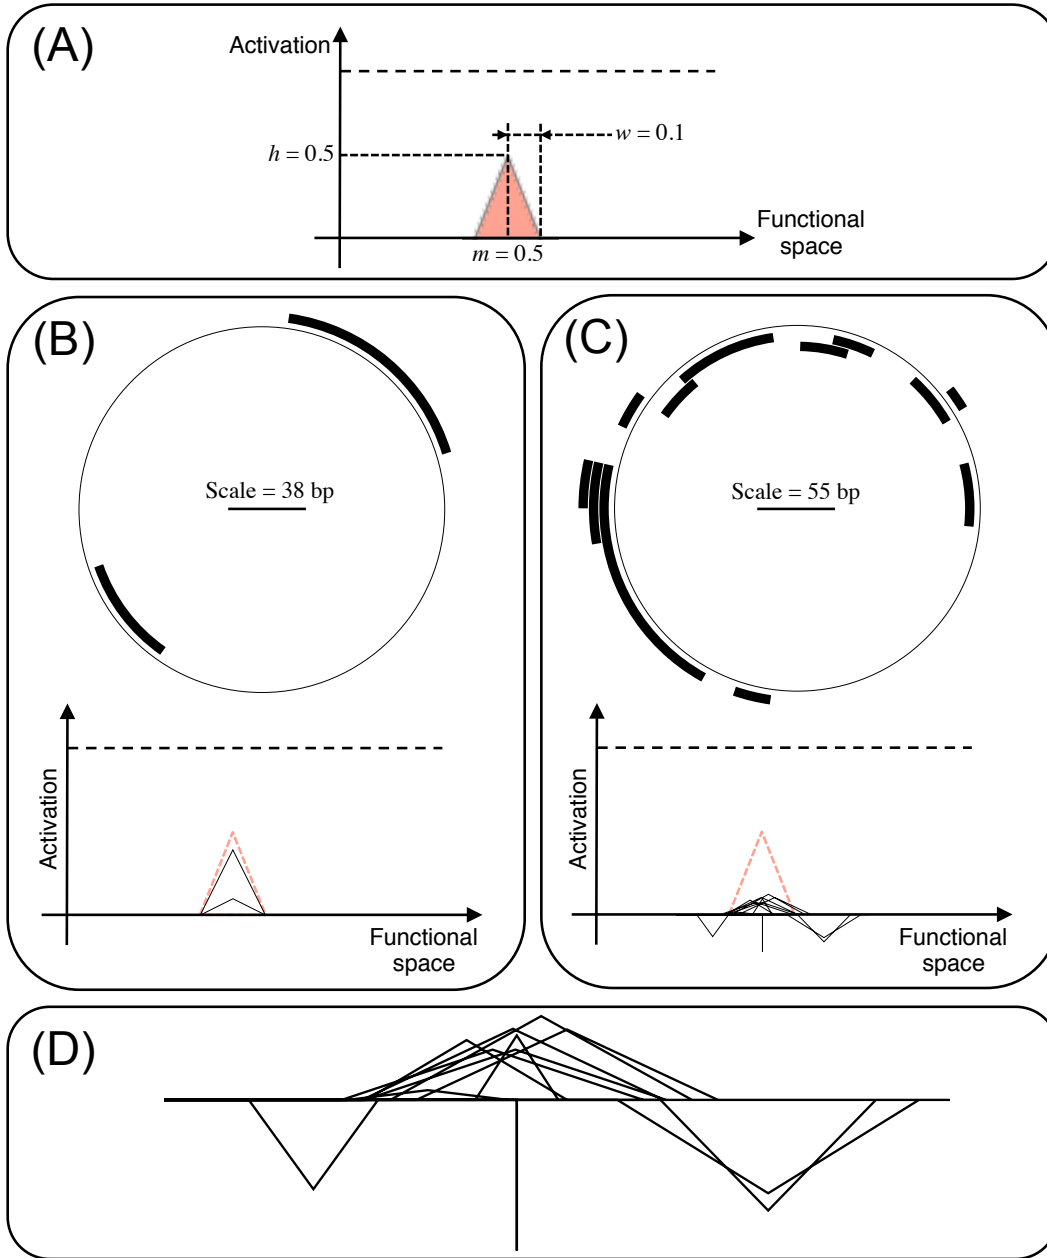 (A)
Activation
w = 0.1
h = 0.5
m = 0.5
Functional
space
(B)
Scale = 38 bp
Activation
Functional
space
(C)
Scale = 55 bp
Activation
Functional
space
(D)